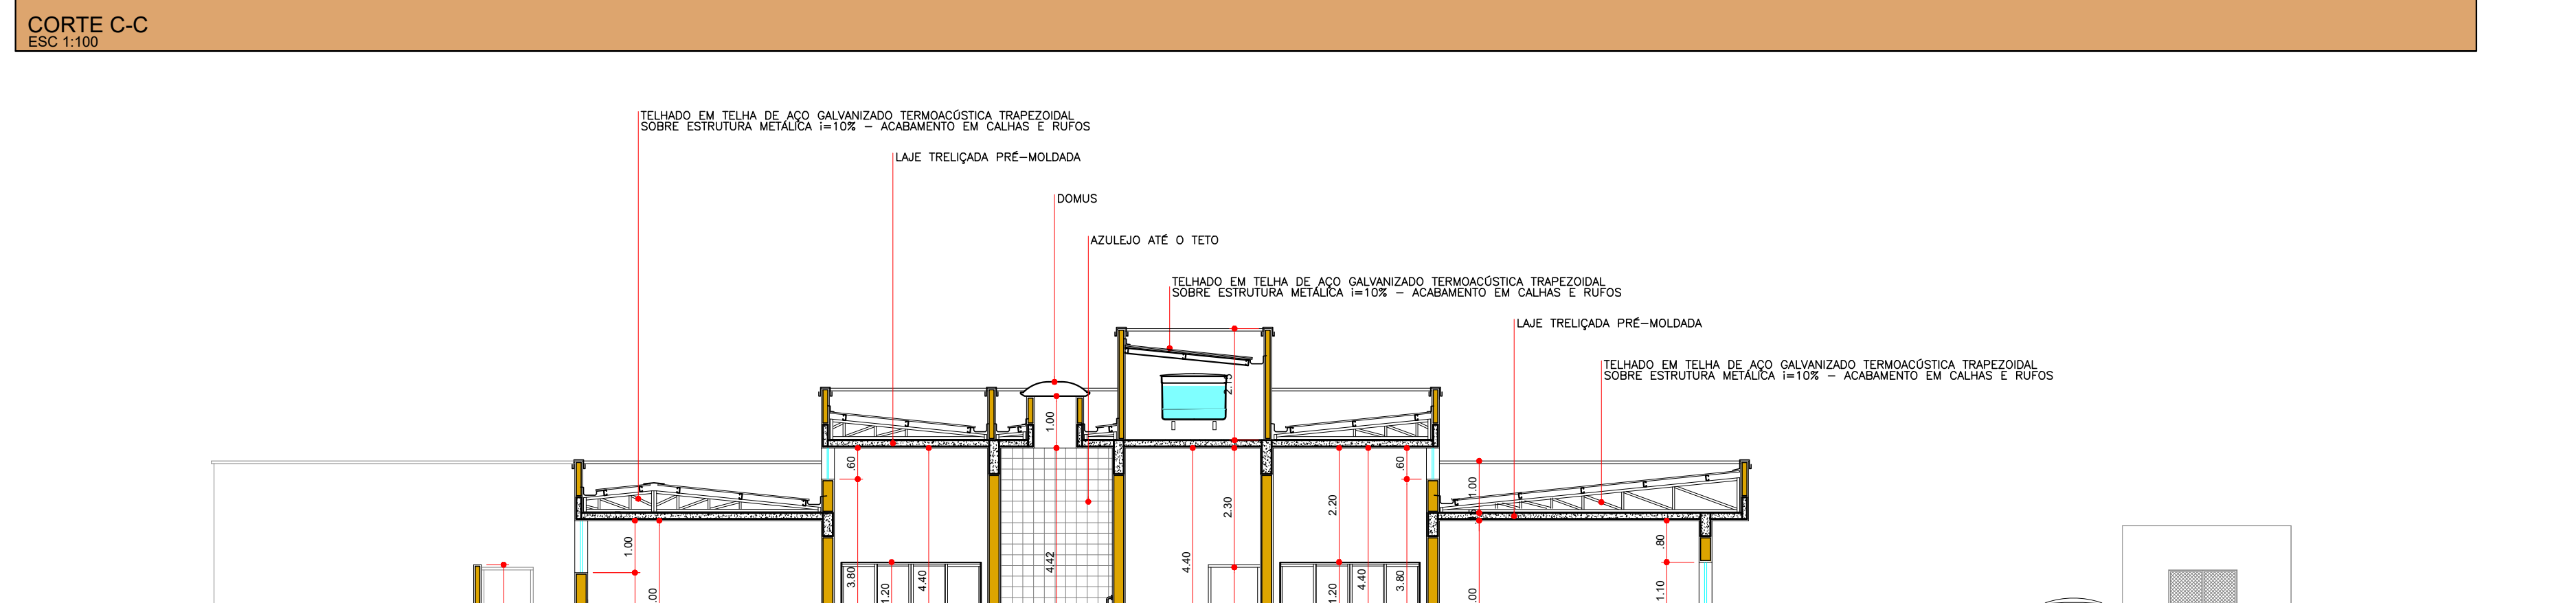 CORTE C-C
ESC 1:100
TELHADO EM TELHA DE AÇO GALVANIZADO TERMOACÚSTICA TRAPEZOIDAL
SOBRE ESTRUTURA METÁLICA i=10% – ACABAMENTO EM CALHAS E RUFOS
LAJE TRELIÇADA PRÉ–MOLDADA
DOMUS
AZULEJO ATÉ O TETO
TELHADO EM TELHA DE AÇO GALVANIZADO TERMOACÚSTICA TRAPEZOIDAL
SOBRE ESTRUTURA METÁLICA i=10% – ACABAMENTO EM CALHAS E RUFOS
LAJE TRELIÇADA PRÉ–MOLDADA
TELHADO EM TELHA DE AÇO GALVANIZADO TERMOACÚSTICA TRAPEZOIDAL
SOBRE ESTRUTURA METÁLICA i=10% – ACABAMENTO EM CALHAS E RUFOS
1.00
.60
.60
1.00
2.30
2.20
1.00
.80
3.80
1.20
4.40
4.42
4.40
1.20
4.40
3.80
1.10